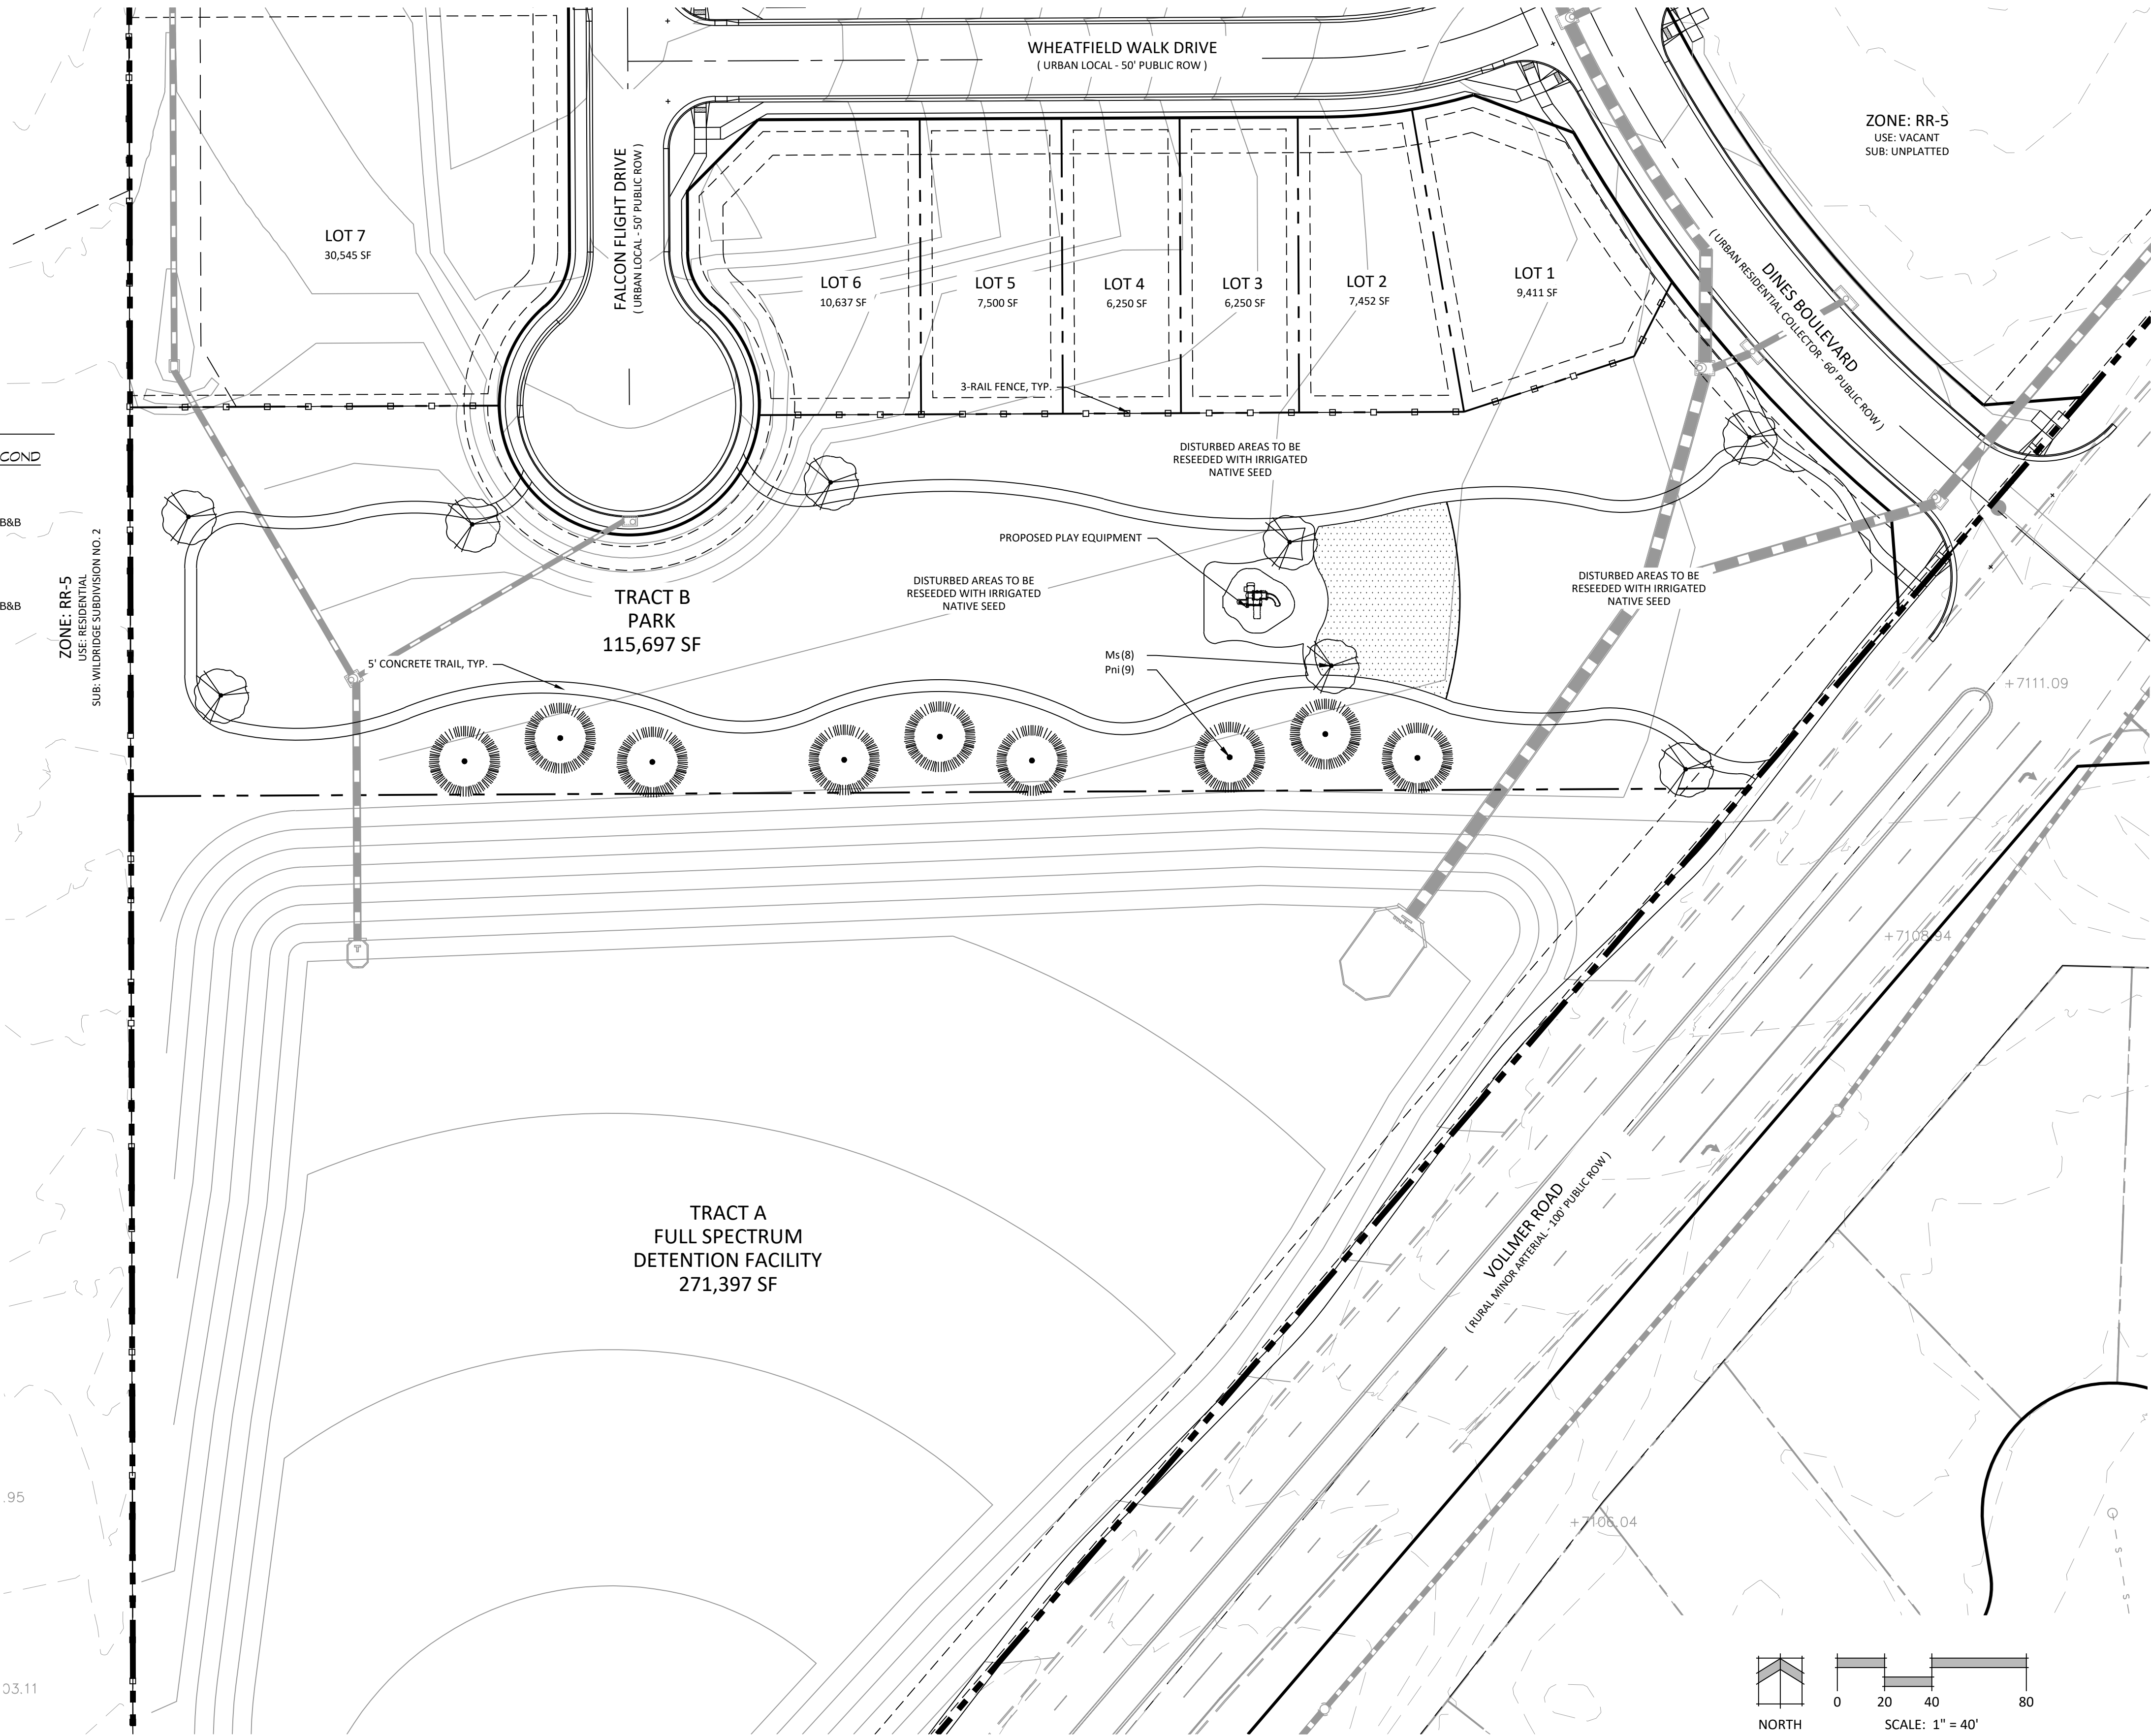 WHEATFIELD WALK DRIVE
( URBAN LOCAL - 50' PUBLIC ROW )
ZONE: RR-5
USE: VACANT
SUB: UNPLATTED
FALCON FLIGHT DRIVE
( URBAN LOCAL - 50' PUBLIC ROW )
LOT 7
30,545 SF
LOT 6
10,637 SF
LOT 5
7,500 SF
LOT 4
6,250 SF
LOT 3
6,250 SF
LOT 2
7,452 SF
LOT 1
9,411 SF
DINES BOULEVARD
( URBAN RESIDENTIAL COLLECTOR - 60' PUBLIC ROW )
3-RAIL FENCE, TYP.
COND
DISTURBED AREAS TO BE
RESEEDED WITH IRRIGATED
NATIVE SEED
B&B
PROPOSED PLAY EQUIPMENT
ZONE: RR-5
USE: RESIDENTIAL
SUB: WILDRIDGE SUBDIVISION NO. 2
B&B
TRACT B
PARK
115,697 SF
DISTURBED AREAS TO BE
RESEEDED WITH IRRIGATED
NATIVE SEED
DISTURBED AREAS TO BE
RESEEDED WITH IRRIGATED
NATIVE SEED
5' CONCRETE TRAIL, TYP.
Ms (8)
Pni (9)
+7111.09
+7108.94
VOLLMER ROAD
( RURAL MINOR ARTERIAL - 100' PUBLIC ROW )
TRACT A
FULL SPECTRUM
DETENTION FACILITY
271,397 SF
.95
+7106.04
S
S
03.11
0 20 40 80
NORTH
SCALE: 1" = 40'